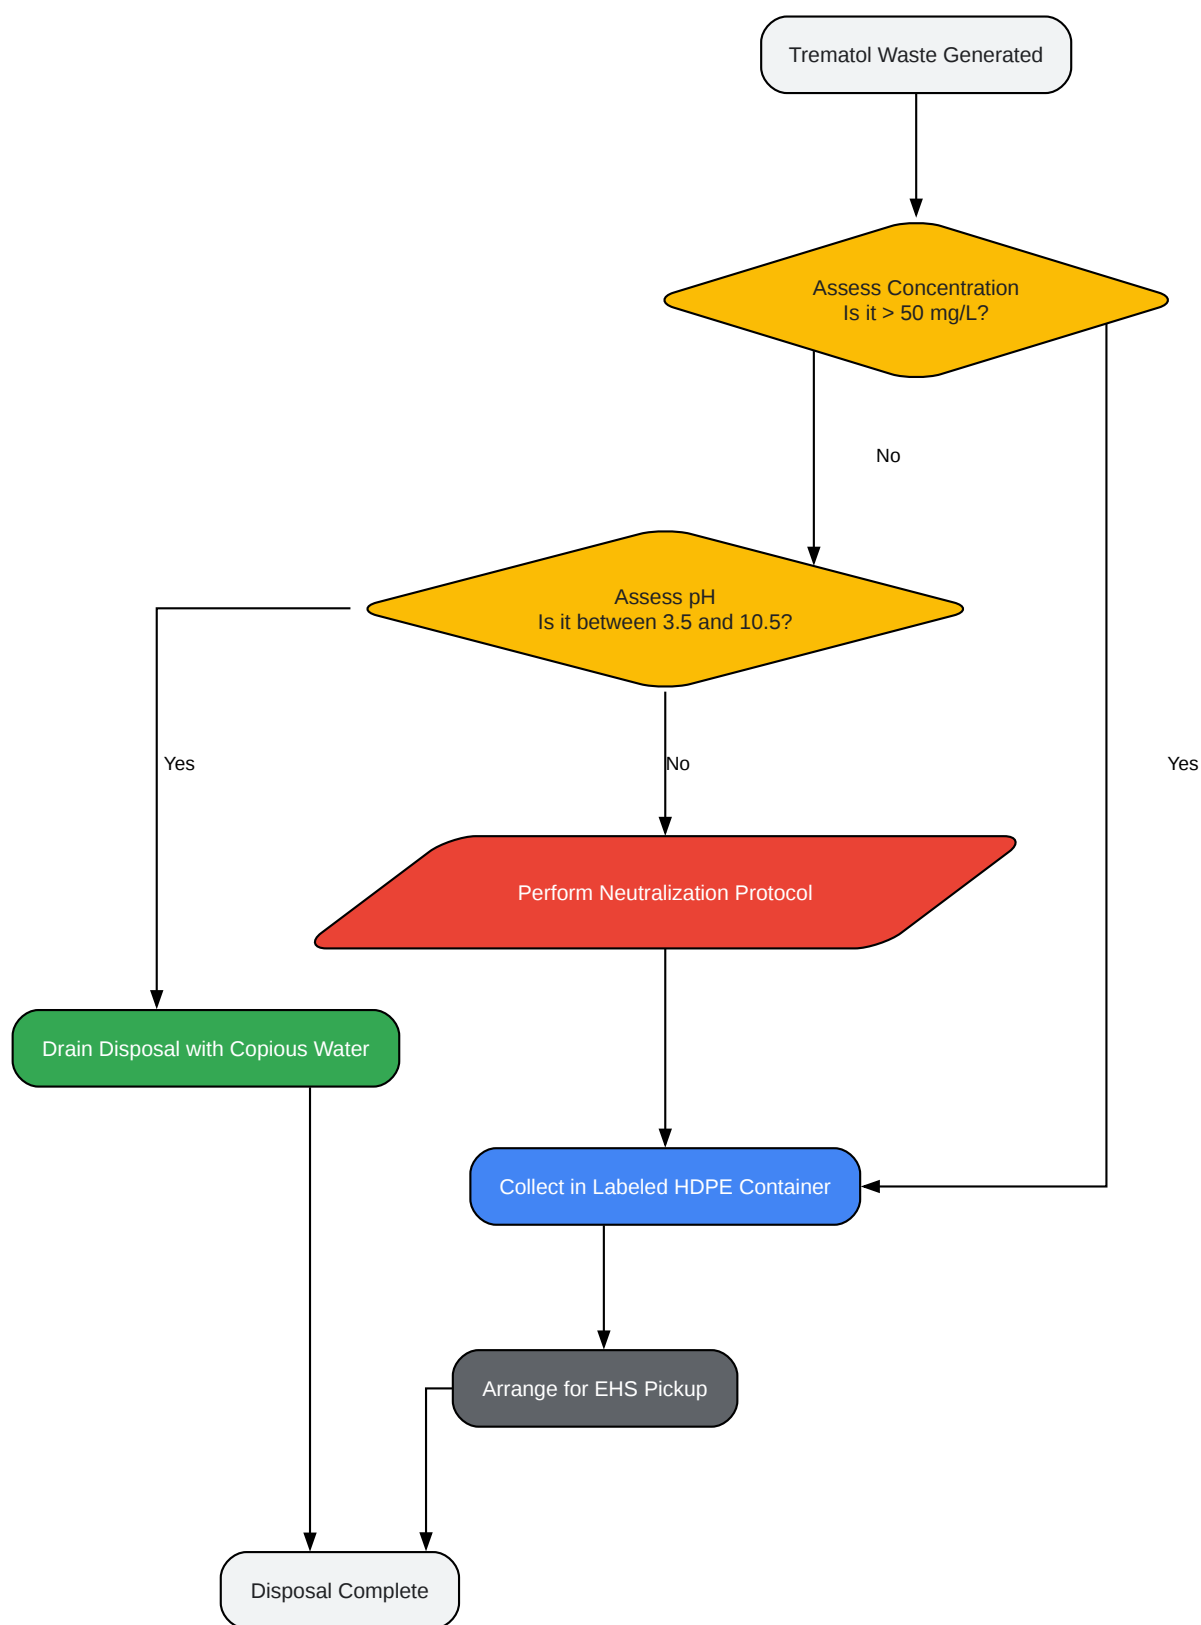 Trematol Waste Generated
Assess Concentration
Is it > 50 mg/L?
No
Assess pH
Is it between 3.5 and 10.5?
Yes
No
Yes
Perform Neutralization Protocol
Drain Disposal with Copious Water
Collect in Labeled HDPE Container
Arrange for EHS Pickup
Disposal Complete